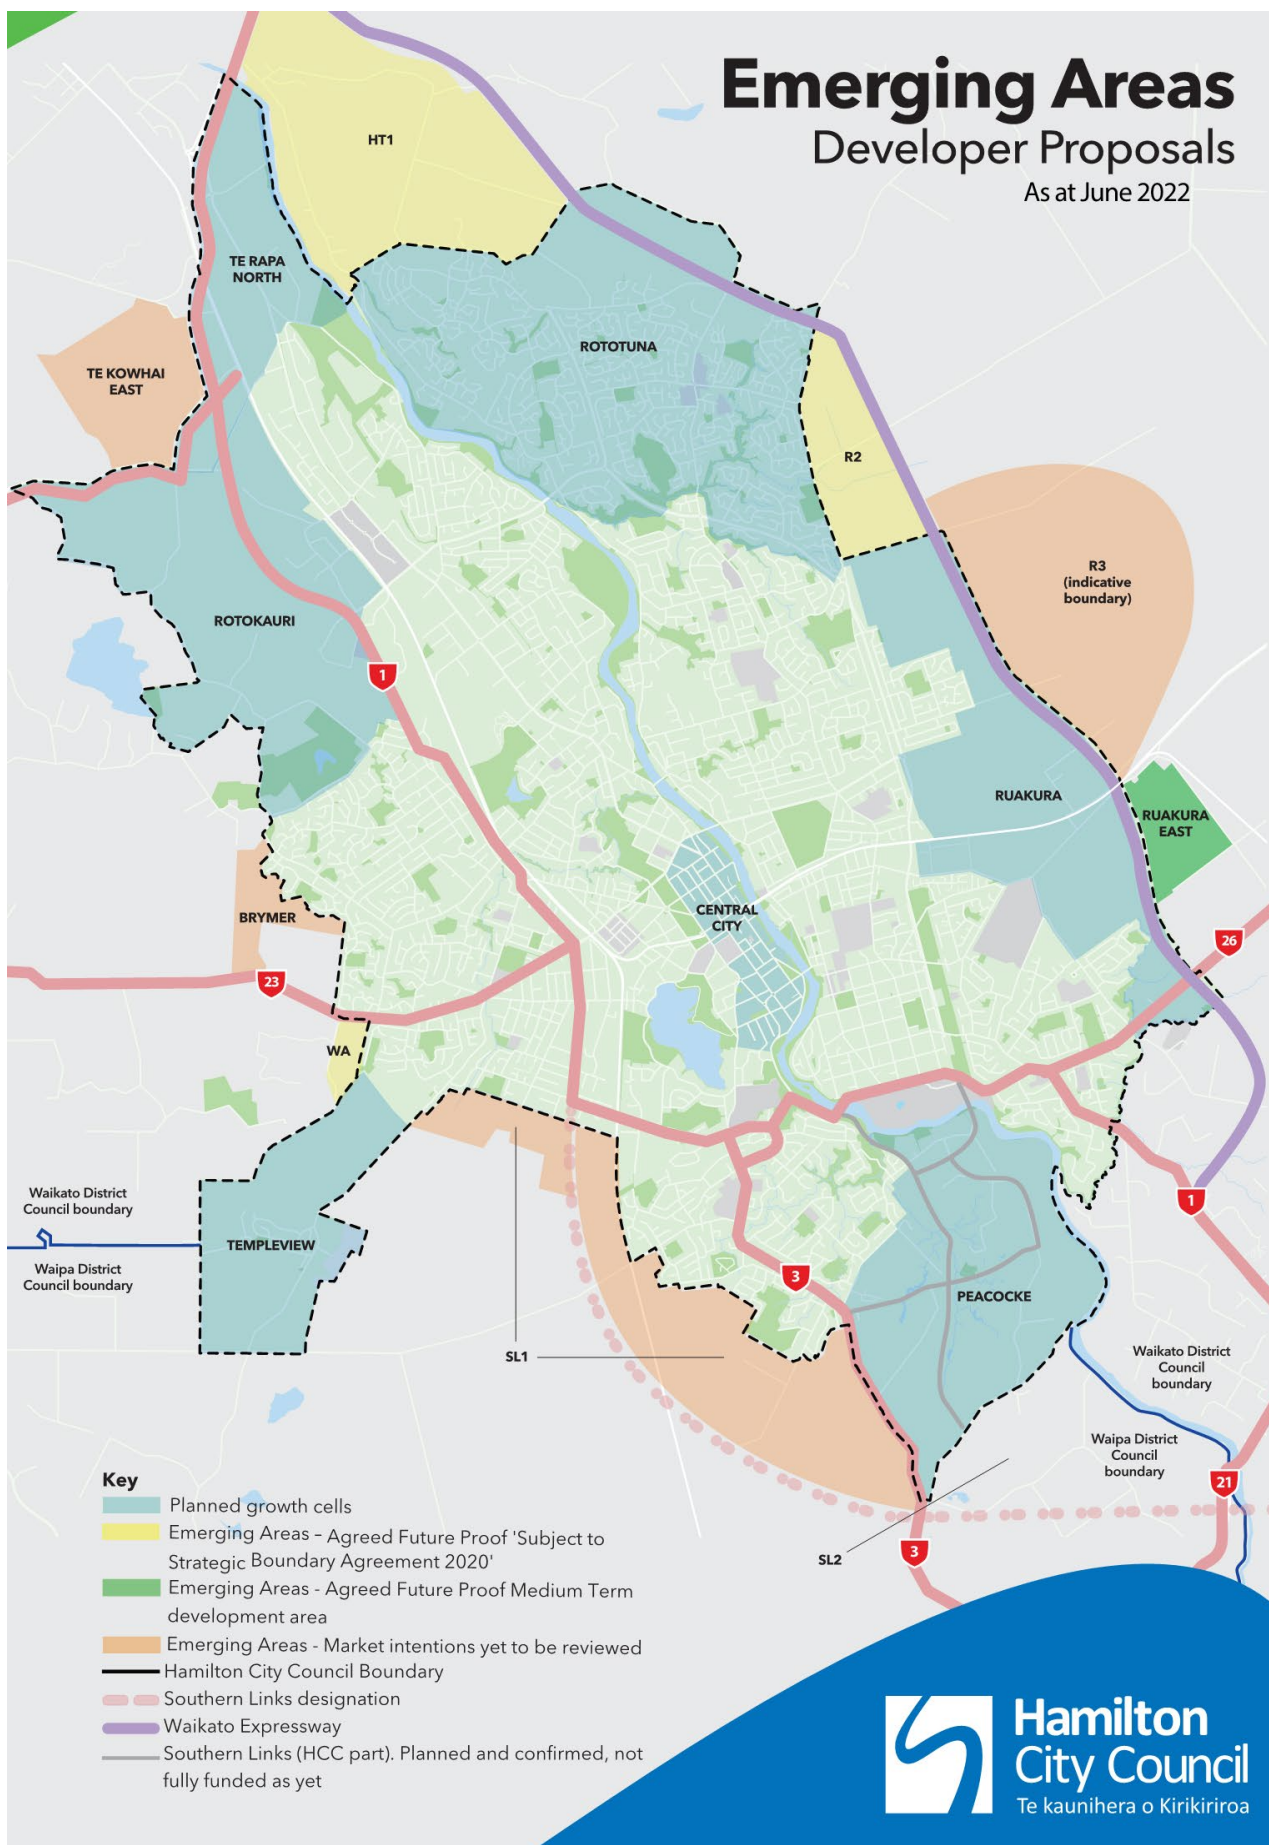 Emerging Areas
Developer Proposals
As at June 2022
HT1
TE RAPA
NORTH
ROTOTUNA
TE KOWHAI
EAST
R2
R3
(indicative
boundary)
ROTOKAURI
1
RUAKURA
RUAKURA
EAST
CENTRAL
CITY
BRYMER
26
23
WA
Waikato District
Council boundary
1
TEMPLEVIEW
Waipa District
Council boundary
3
PEACOCKE
SL1
Waikato District
Council
boundary
Waipa District
Council
boundary
21
SL2
3
Key
Planned growth cells
Emerging Areas – Agreed Future Proof 'Subject to
Strategic Boundary Agreement 2020'
Emerging Areas - Agreed Future Proof Medium Term
development area
Emerging Areas - Market intentions yet to be reviewed
Hamilton City Council Boundary
Southern Links designation
Waikato Expressway
Southern Links (HCC part). Planned and confirmed, not
fully funded as yet
Hamilton
City Council
Te kaunihera o Kirikiriroa